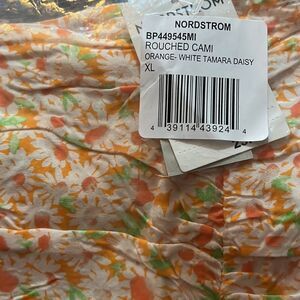 NORDSTROM
BP449545MI
ROUCHED CAMI
ORANGE- WHITE TAMARA DAISY
XL
4 39114 43924 4